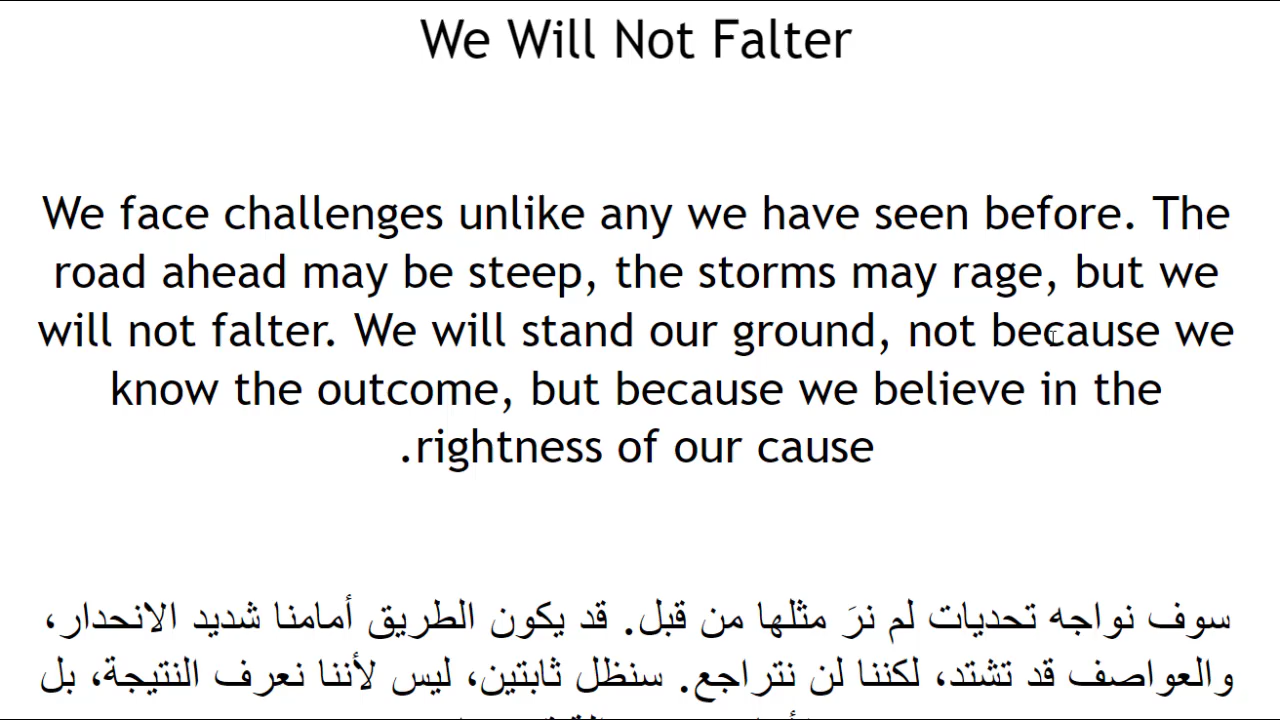 We Will Not Falter
We face challenges unlike any we have seen before. The
road ahead may be steep, the storms may rage, but we
will not falter. We will stand our ground, not because we
know the outcome, but because we believe in the
.rightness of our cause
سوف نواجه تحديات لم نرَ مثلها من قبل. قد يكون الطريق أمامنا شديد الانحدار،
والعواصف قد تشتد، لكننا لن نتراجع. سنظل ثابتين، ليس لأننا نعرف النتيجة، بل